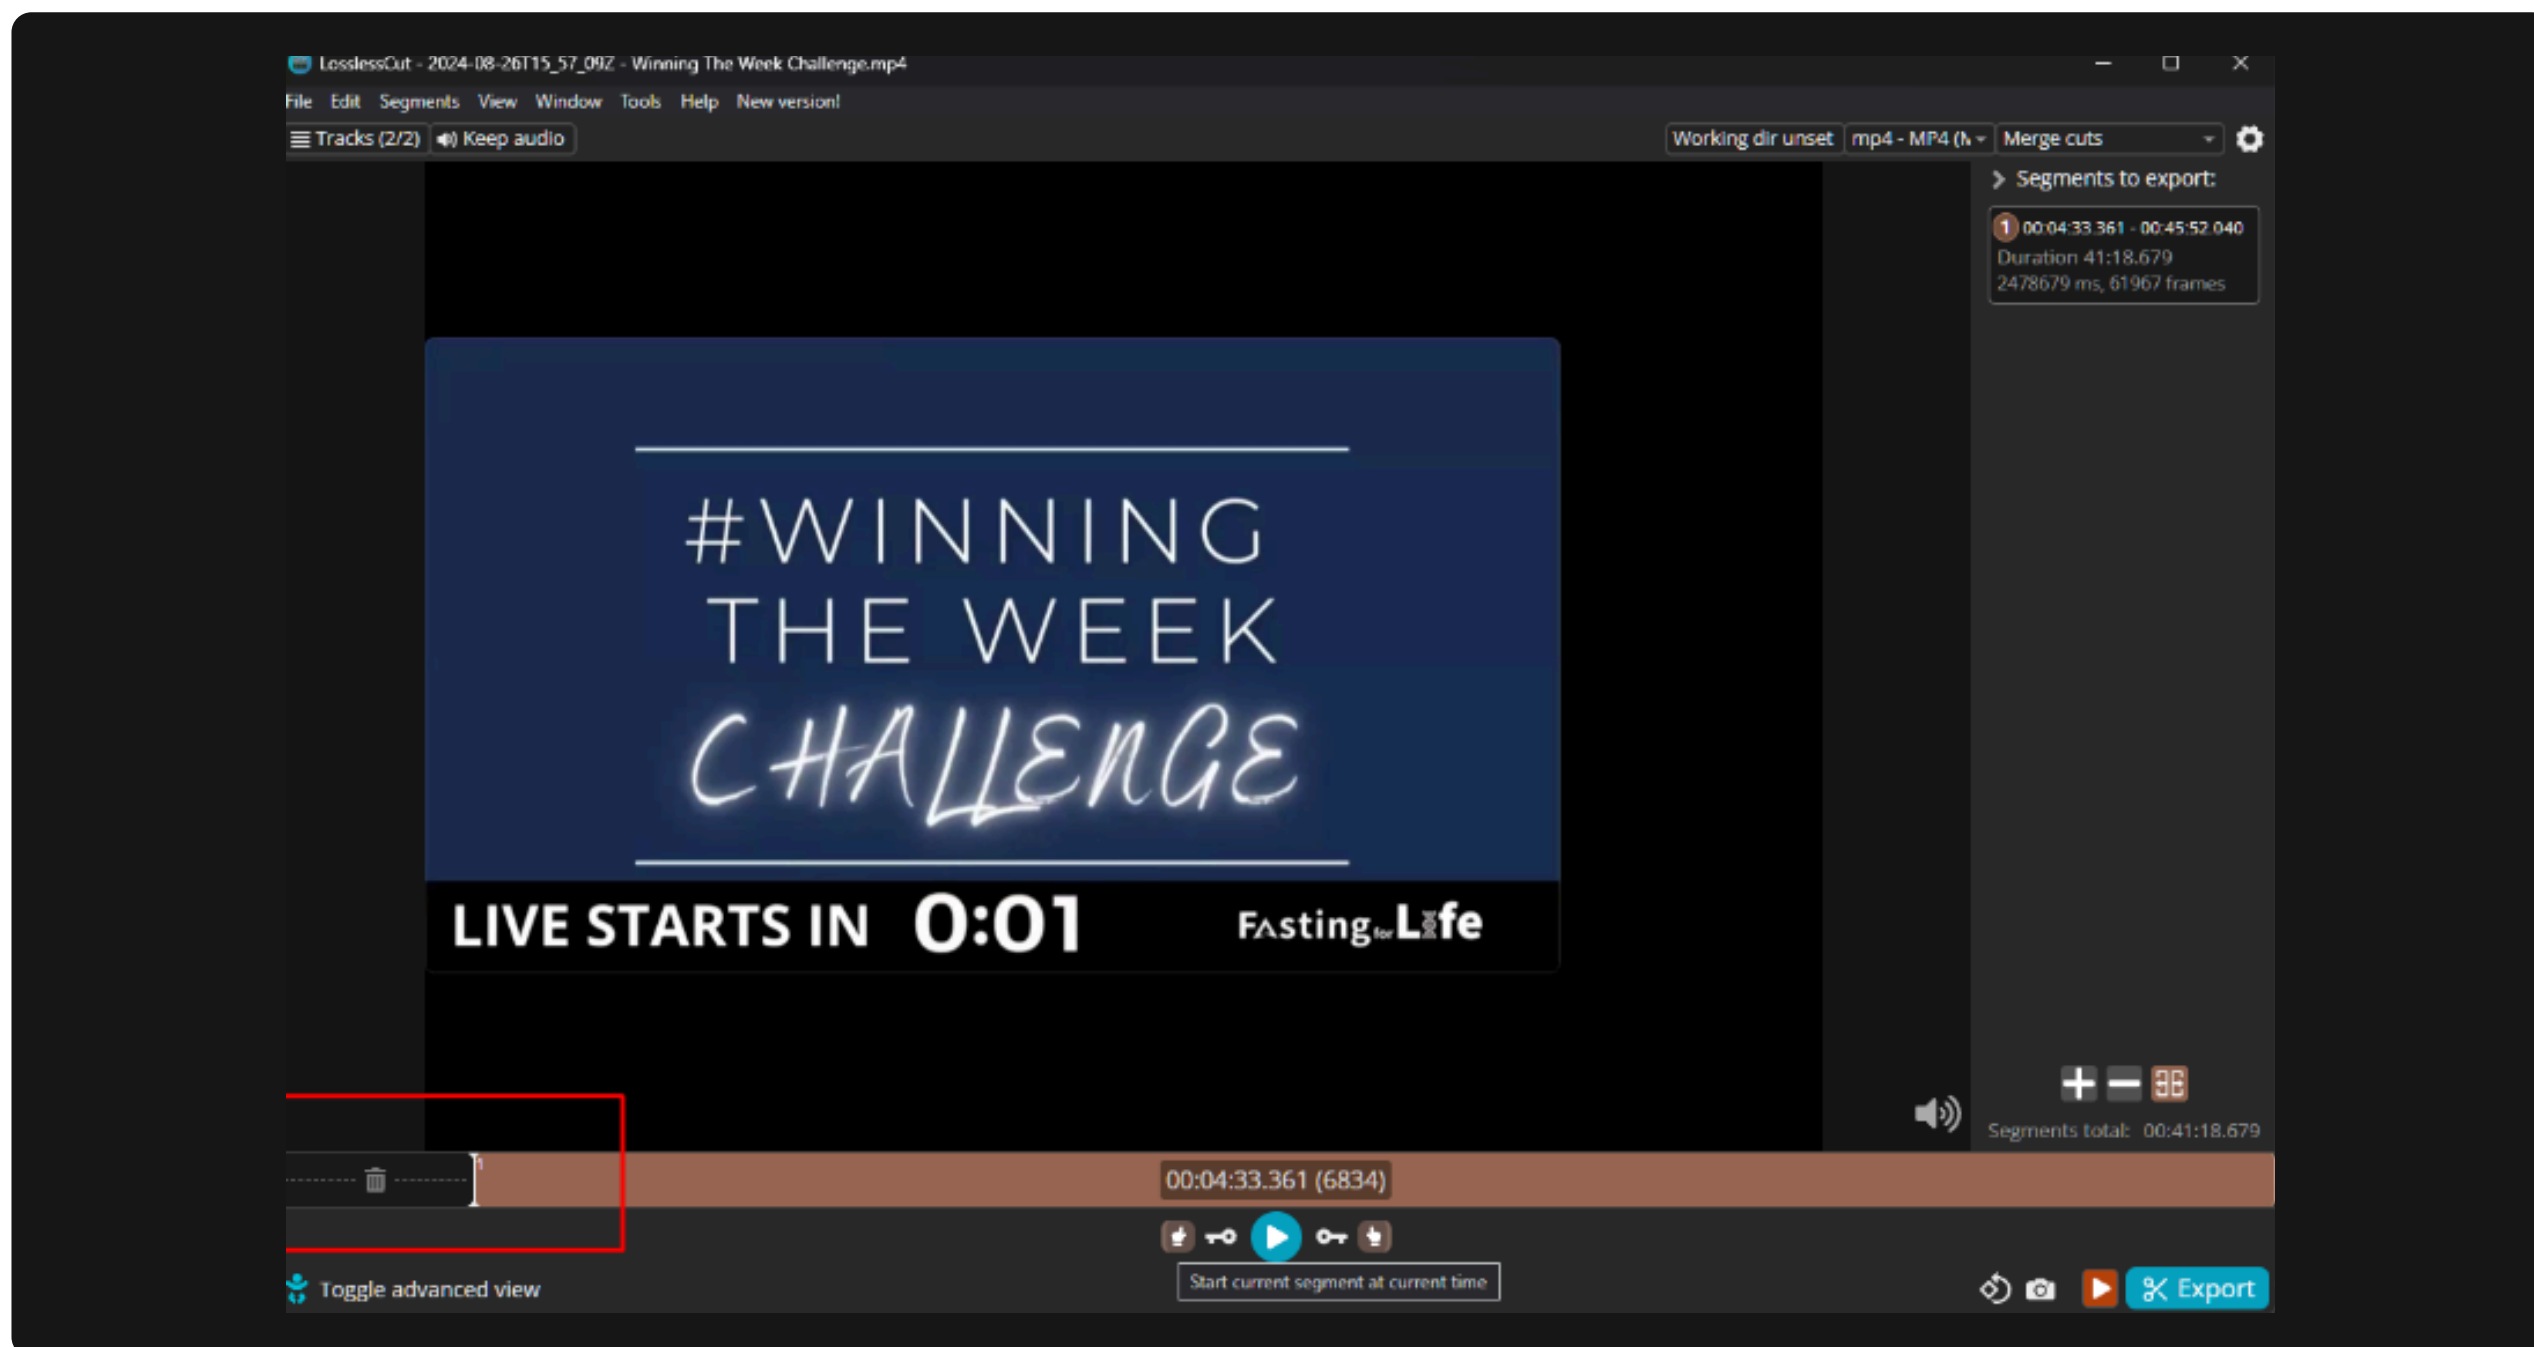 LosslessCut - 2024-08-26T15_57_09Z - Winning The Week Challenge.mp4
File Edit Segments View Window Tools Help New version!
Tracks (2/2) Keep audio Working dir unset mp4 - MP4 (M Merge cuts
Segments to export:
1 00:04:33.361 - 00:45:52.040
Duration 41:18.679
2478679 ms, 61967 frames
#WINNING
THE WEEK
CHALLENGE
LIVE STARTS IN 0:01 FAsting for Life
Segments total: 00:41:18.679
1
00:04:33.361 (6834)
Start current segment at current time
Toggle advanced view Export